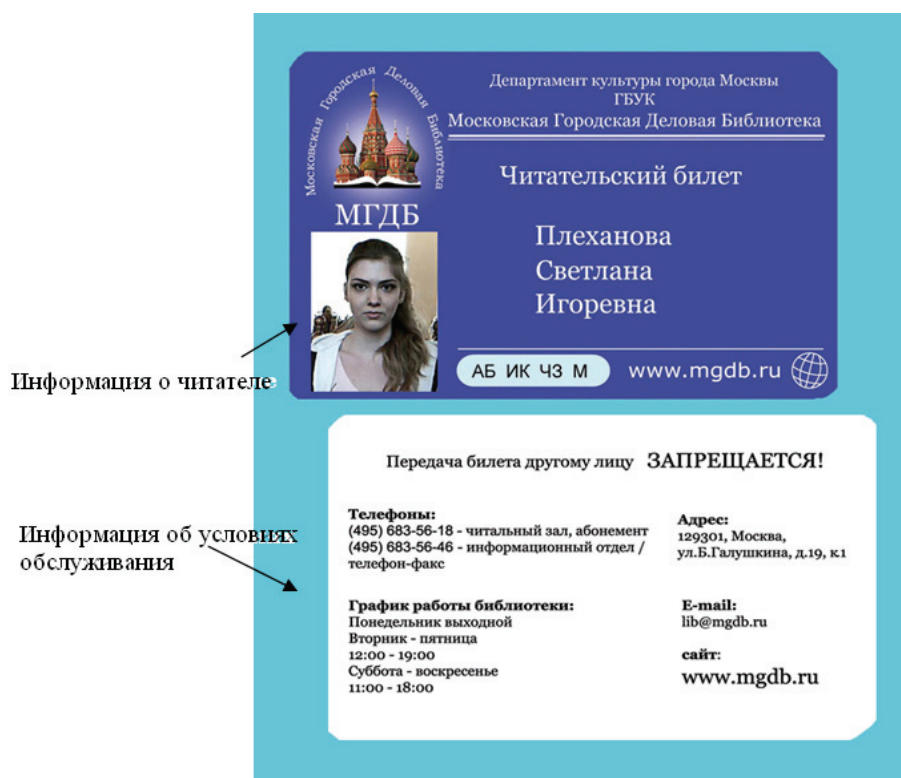 Московская Городская Деловая Библиотека
МГДБ
Департамент культуры города Москвы
ГБУК
Московская Городская Деловая Библиотека
Читательский билет
Плеханова
Светлана
Игоревна
АБ ИК ЧЗ М
www.mgdb.ru
Информация о читателе
Передача билета другому лицу ЗАПРЕЩАЕТСЯ!
Информация об условиях
обслуживания
Телефоны:
(495) 683-56-18 - читальный зал, абонемент
(495) 683-56-46 - информационный отдел /
телефон-факс
Адрес:
129301, Москва,
ул.Б.Галушкина, д.19, к.1
График работы библиотеки:
Понедельник выходной
Вторник - пятница
12:00 - 19:00
Суббота - воскресенье
11:00 - 18:00
E-mail:
lib@mgdb.ru
сайт:
www.mgdb.ru